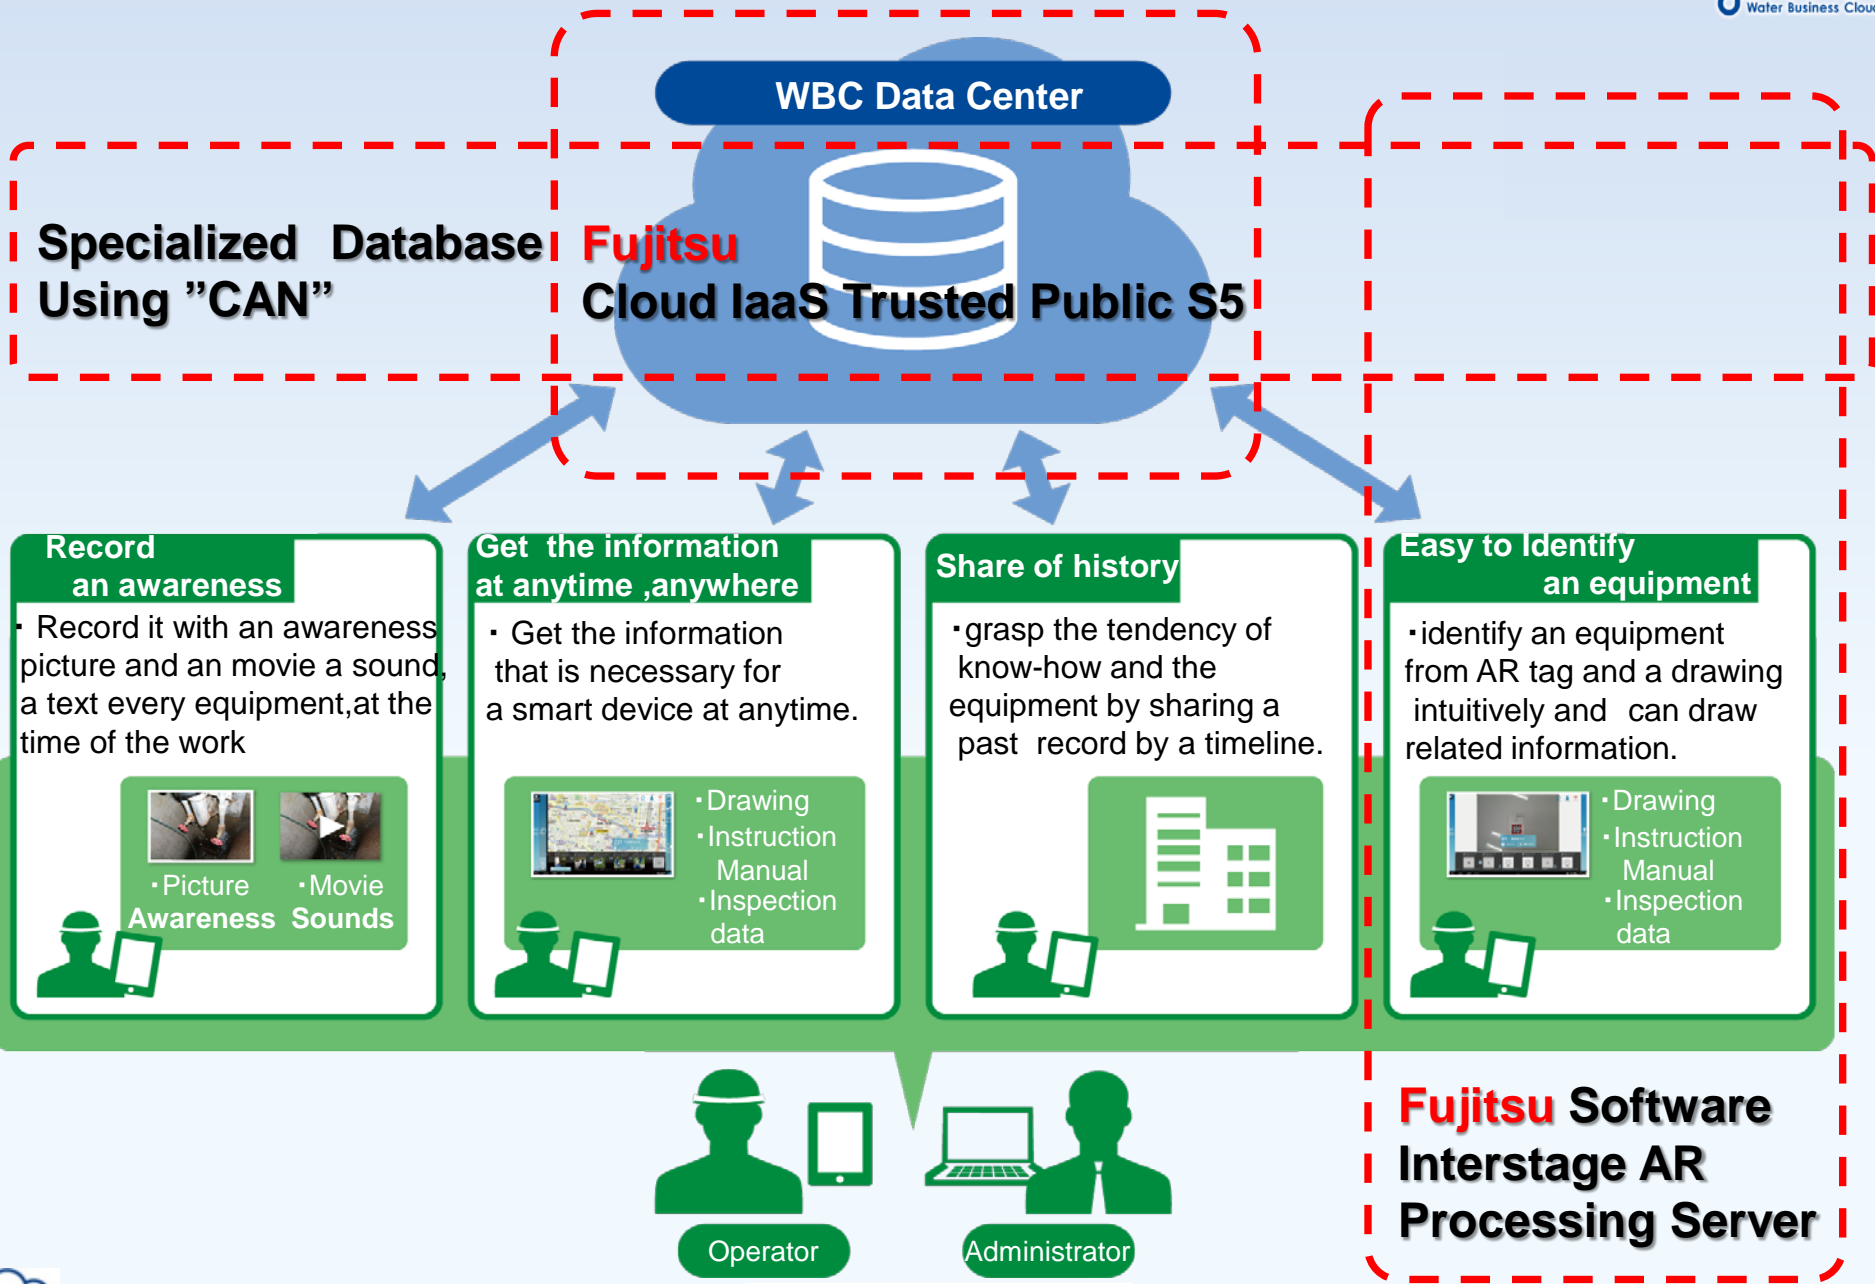 Water Business Cloud
WBC Data Center
Specialized Database
Using ”CAN”
Fujitsu
Cloud IaaS Trusted Public S5
Record
an awareness
・ Record it with an awareness
picture and an movie a sound,
a text every equipment,at the
time of the work
・Picture
・Movie
Awareness
Sounds
Get the information
at anytime ,anywhere
・ Get the information
that is necessary for
a smart device at anytime.
・Drawing
・Instruction
Manual
・Inspection
data
Share of history
・grasp the tendency of
know-how and the
equipment by sharing a
past record by a timeline.
Easy to Identify
an equipment
・identify an equipment
from AR tag and a drawing
intuitively and can draw
related information.
・Drawing
・Instruction
Manual
・Inspection
data
Operator
Administrator
Fujitsu Software
Interstage AR
Processing Server